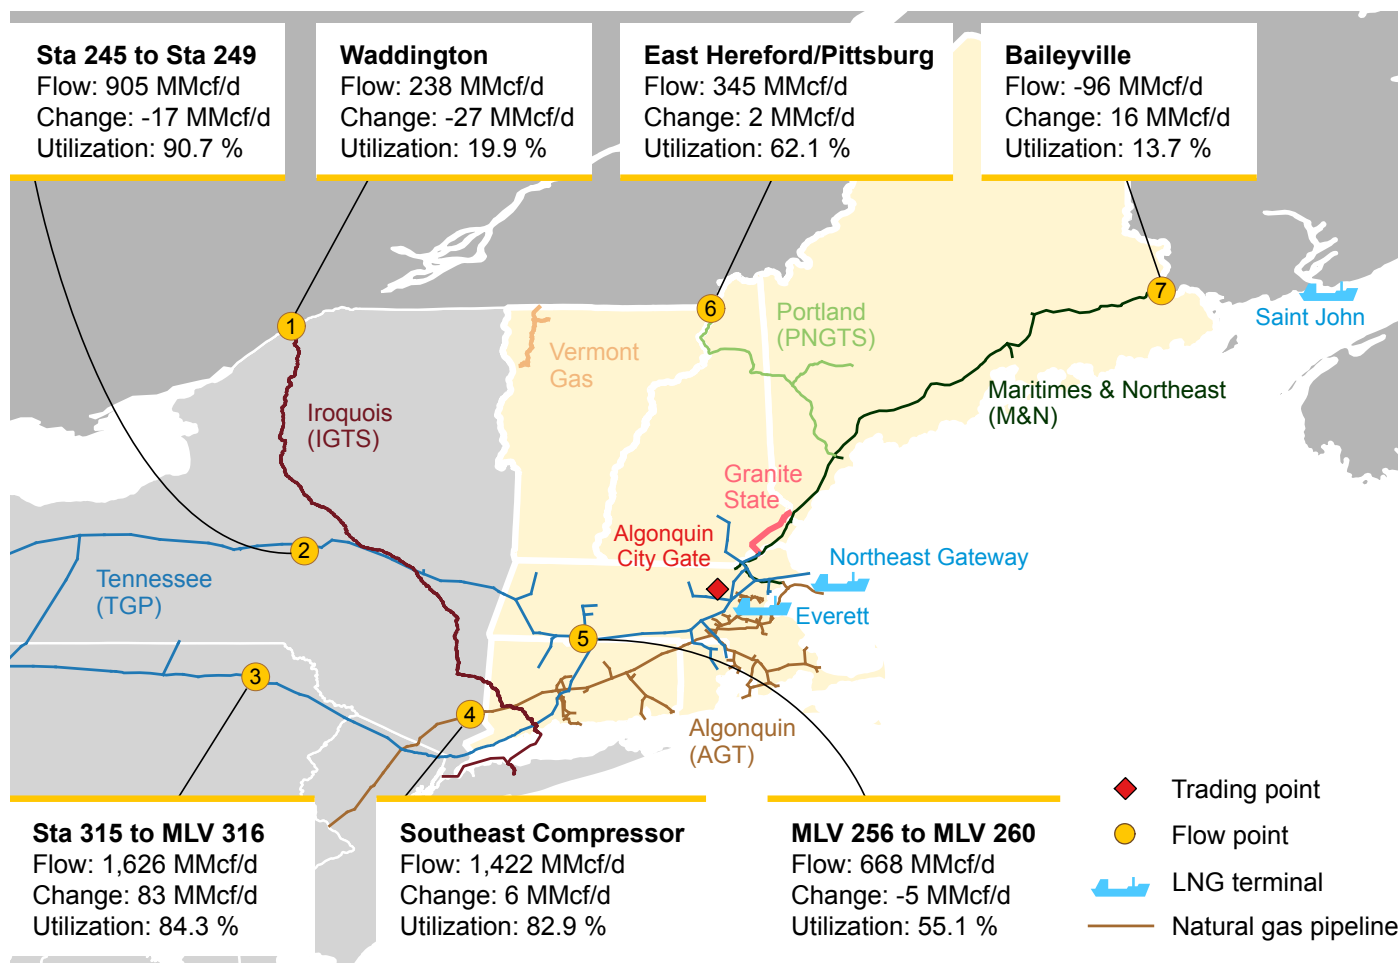 Sta 245 to Sta 249
Flow: 905 MMcf/d
Change: -17 MMcf/d
Utilization: 90.7 %
Waddington
Flow: 238 MMcf/d
Change: -27 MMcf/d
Utilization: 19.9 %
East Hereford/Pittsburg
Flow: 345 MMcf/d
Change: 2 MMcf/d
Utilization: 62.1 %
Baileyville
Flow: -96 MMcf/d
Change: 16 MMcf/d
Utilization: 13.7 %
7
6
1
Saint John
Portland
(PNGTS)
Vermont
Gas
Maritimes & Northeast
(M&N)
Iroquois
(IGTS)
Granite
State
Algonquin
City Gate
2
Northeast Gateway
Tennessee
(TGP)
Everett
5
3
4
Algonquin
(AGT)
Sta 315 to MLV 316
Flow: 1,626 MMcf/d
Change: 83 MMcf/d
Utilization: 84.3 %
Southeast Compressor
Flow: 1,422 MMcf/d
Change: 6 MMcf/d
Utilization: 82.9 %
MLV 256 to MLV 260
Flow: 668 MMcf/d
Change: -5 MMcf/d
Utilization: 55.1 %
Trading point
Flow point
LNG terminal
Natural gas pipeline